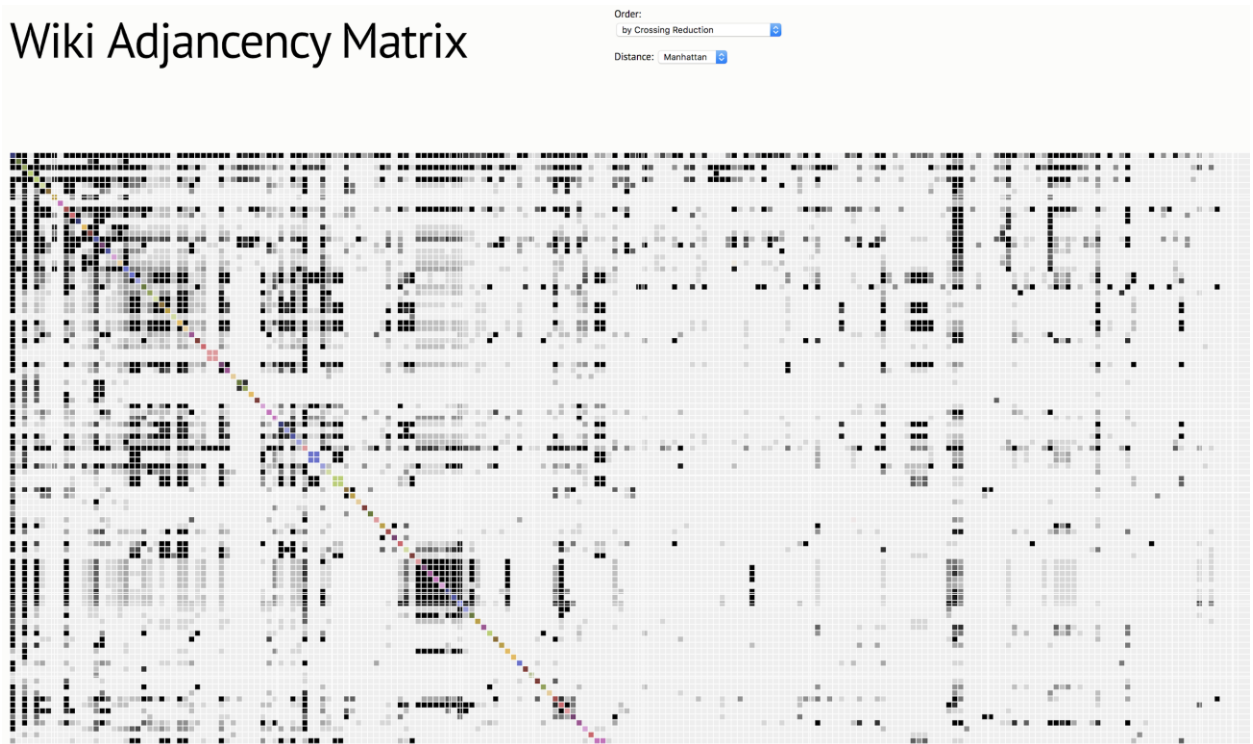 Wiki Adjancency Matrix
Order:
by Crossing Reduction
Distance: Manhattan